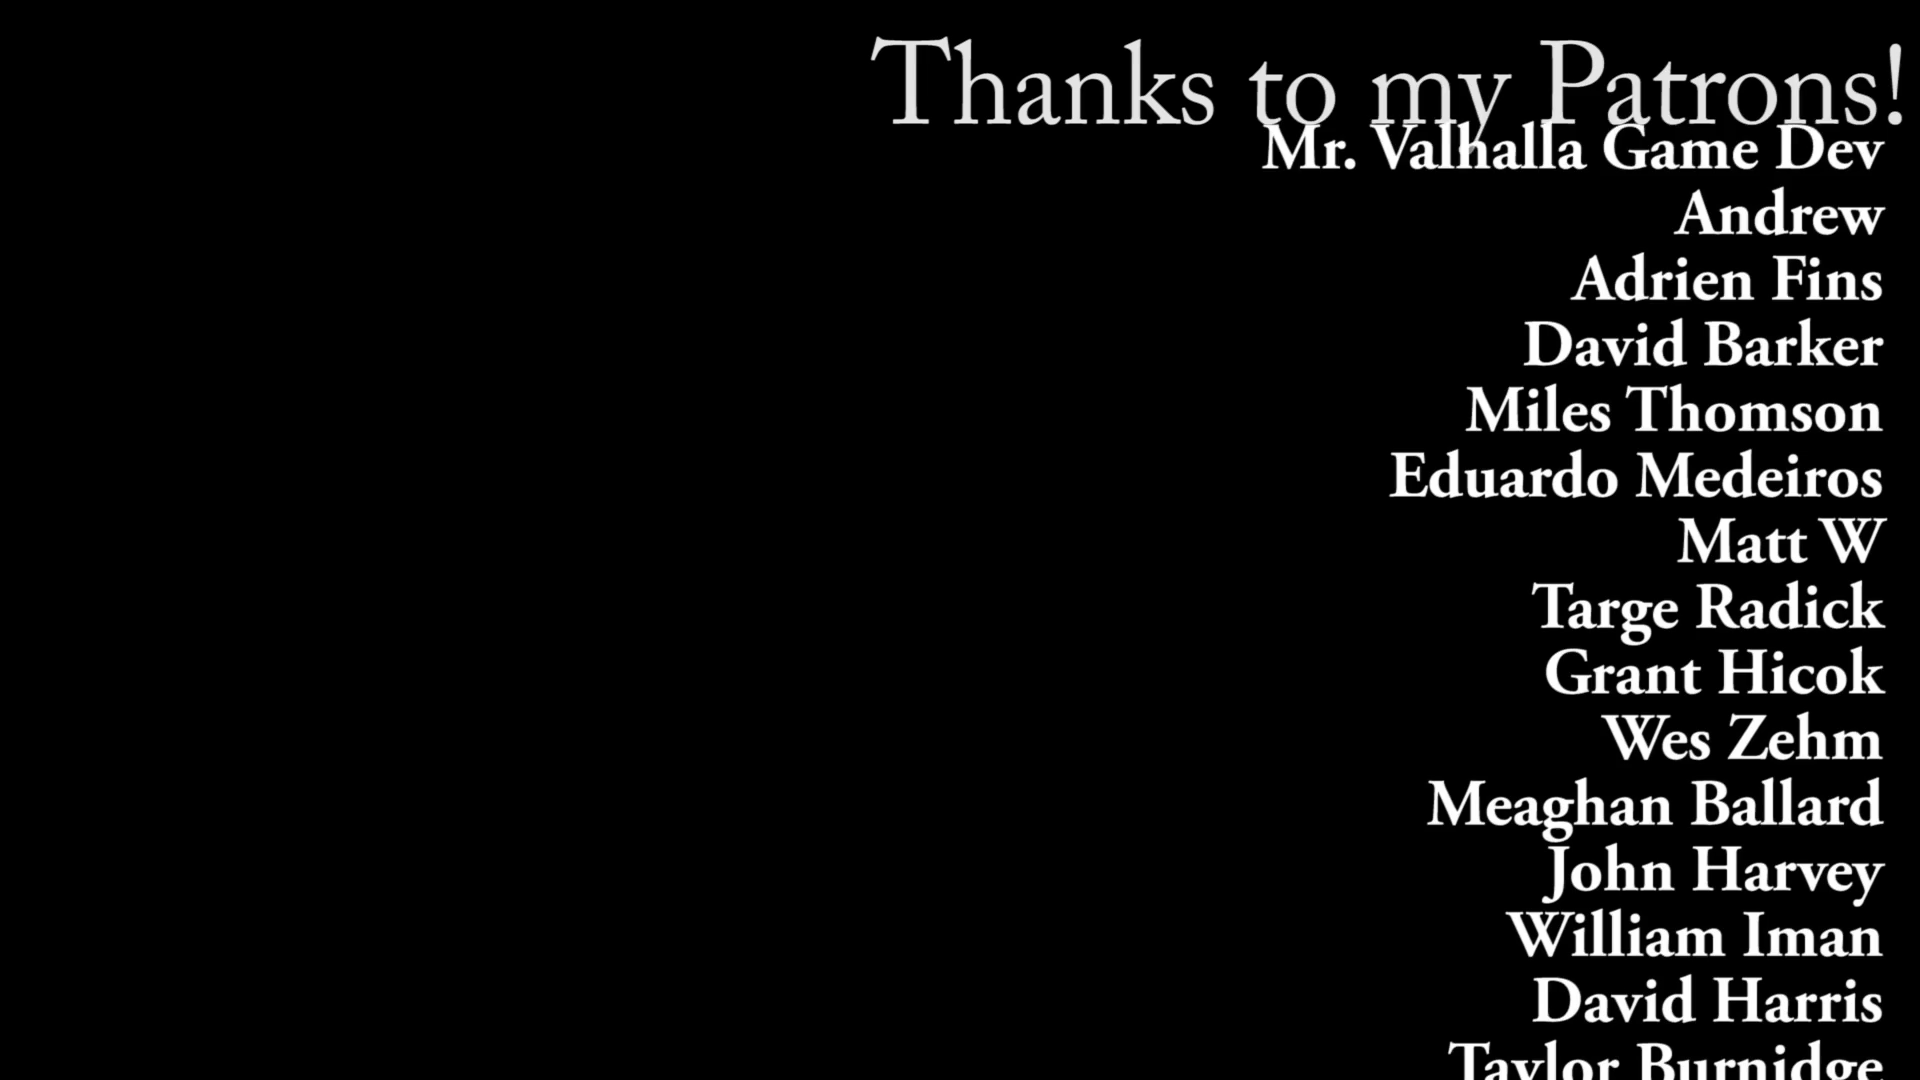 Thanks to my Patrons!
Mr. Valhalla Game Dev
Andrew
Adrien Fins
David Barker
Miles Thomson
Eduardo Medeiros
Matt W
Targe Radick
Grant Hicok
Wes Zehm
Meaghan Ballard
John Harvey
William Iman
David Harris
Taylor Burnidge